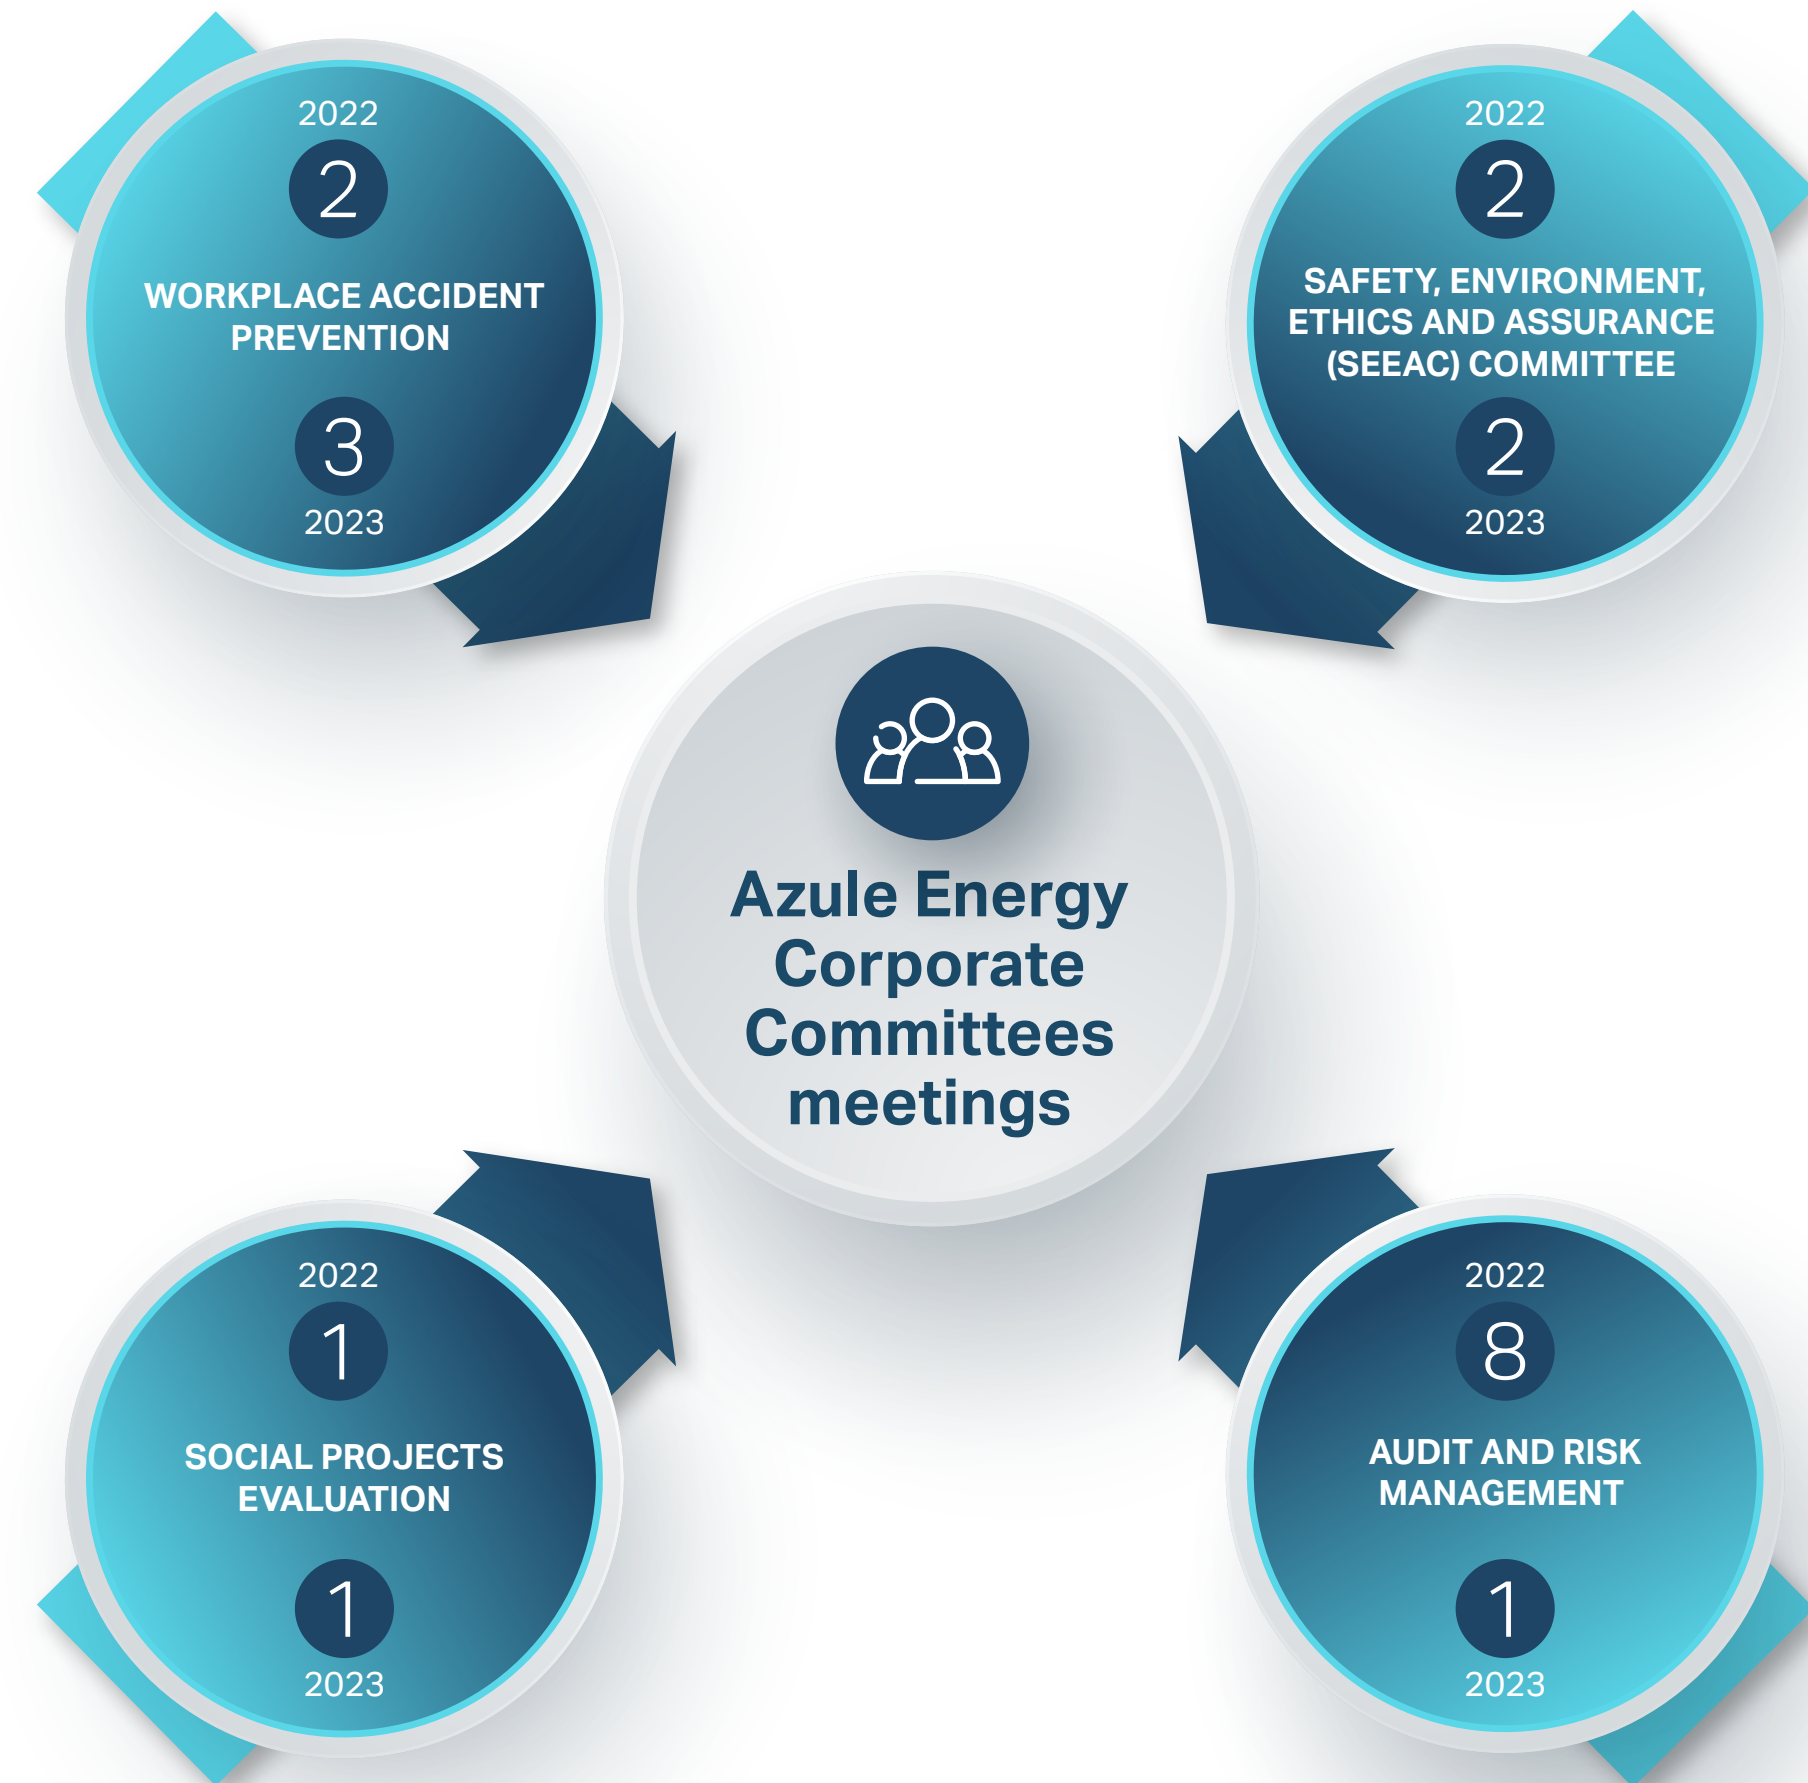 2022
2
WORKPLACE ACCIDENT
PREVENTION
3
2023
2022
2
SAFETY, ENVIRONMENT,
ETHICS AND ASSURANCE
(SEEAC) COMMITTEE
2
2023
Azule Energy
Corporate
Committees
meetings
2022
1
SOCIAL PROJECTS
EVALUATION
1
2023
2022
8
AUDIT AND RISK
MANAGEMENT
1
2023